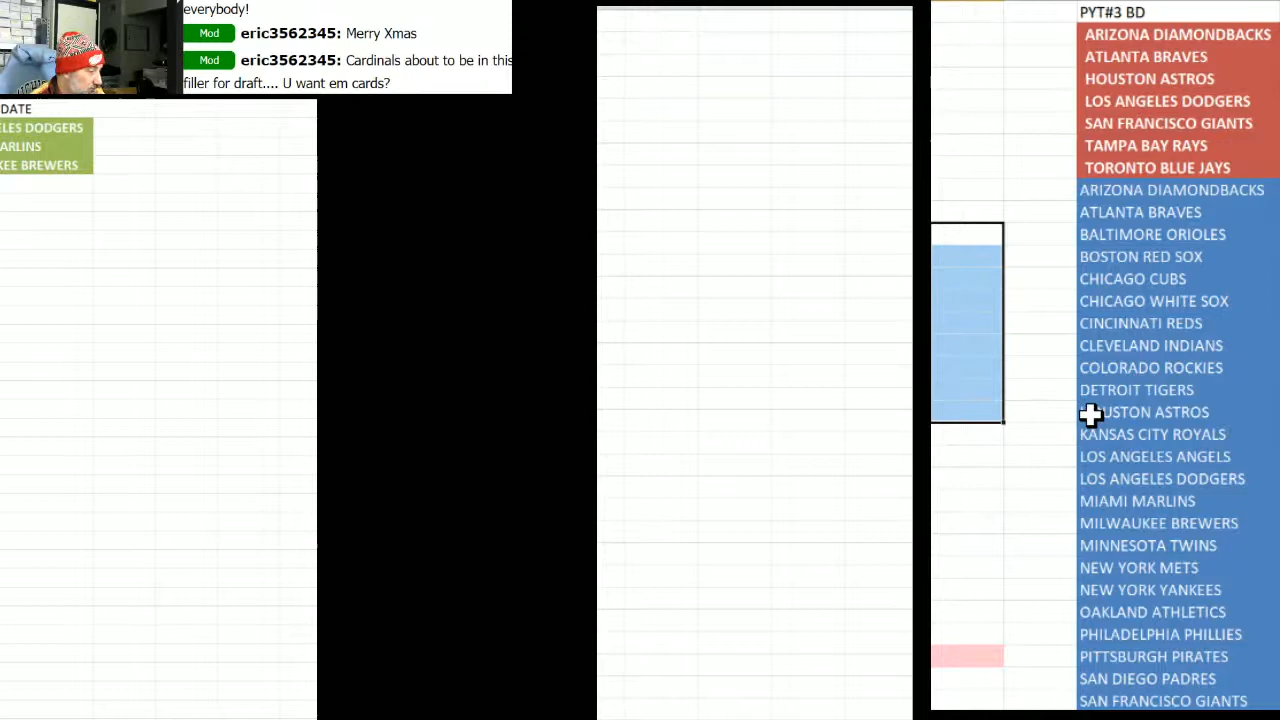 everybody!
Mod eric3562345: Merry Xmas
Mod eric3562345: Cardinals about to be in this
filler for draft.... U want em cards?
DATE
ELES DODGERS
ARLINS
KEE BREWERS
PYT#3 BD
ARIZONA DIAMONDBACKS
ATLANTA BRAVES
HOUSTON ASTROS
LOS ANGELES DODGERS
SAN FRANCISCO GIANTS
TAMPA BAY RAYS
TORONTO BLUE JAYS
ARIZONA DIAMONDBACKS
ATLANTA BRAVES
BALTIMORE ORIOLES
BOSTON RED SOX
CHICAGO CUBS
CHICAGO WHITE SOX
CINCINNATI REDS
CLEVELAND INDIANS
COLORADO ROCKIES
DETROIT TIGERS
USTON ASTROS
KANSAS CITY ROYALS
LOS ANGELES ANGELS
LOS ANGELES DODGERS
MIAMI MARLINS
MILWAUKEE BREWERS
MINNESOTA TWINS
NEW YORK METS
NEW YORK YANKEES
OAKLAND ATHLETICS
PHILADELPHIA PHILLIES
PITTSBURGH PIRATES
SAN DIEGO PADRES
SAN FRANCISCO GIANTS